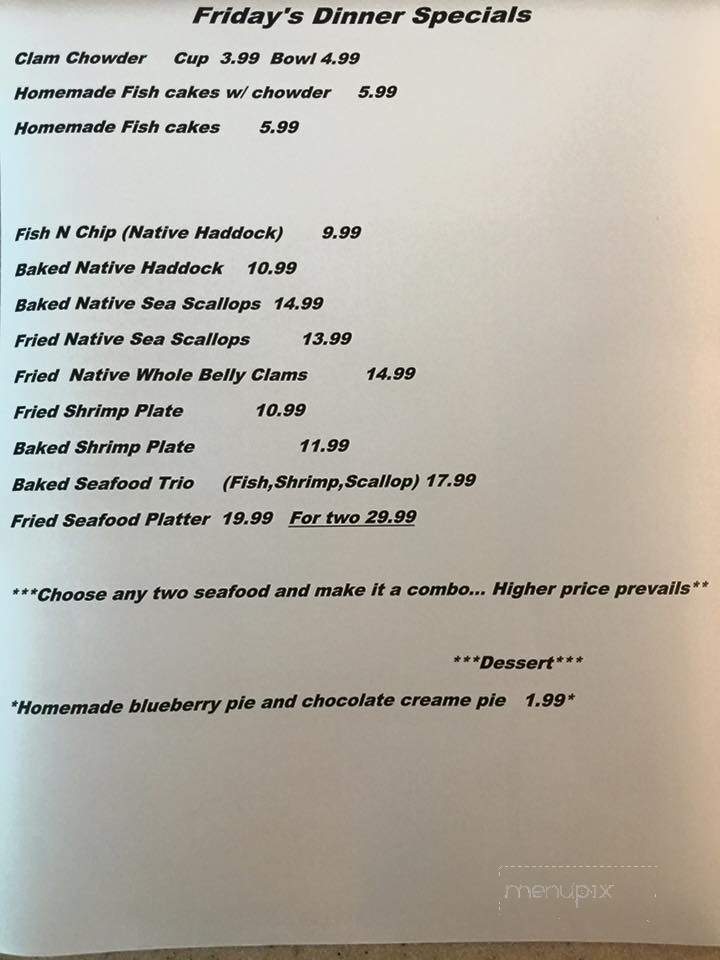 Friday's Dinner Specials
Clam Chowder Cup 3.99 Bowl 4.99
Homemade Fish cakes w/ chowder 5.99
Homemade Fish cakes 5.99
Fish N Chip (Native Haddock) 9.99
Baked Native Haddock 10.99
Baked Native Sea Scallops 14.99
Fried Native Sea Scallops 13.99
Fried Native Whole Belly Clams 14.99
Fried Shrimp Plate 10.99
Baked Shrimp Plate 11.99
Baked Seafood Trio (Fish,Shrimp,Scallop) 17.99
Fried Seafood Platter 19.99 For two 29.99
***Choose any two seafood and make it a combo... Higher price prevails**
***Dessert***
*Homemade blueberry pie and chocolate creame pie 1.99*
menupix